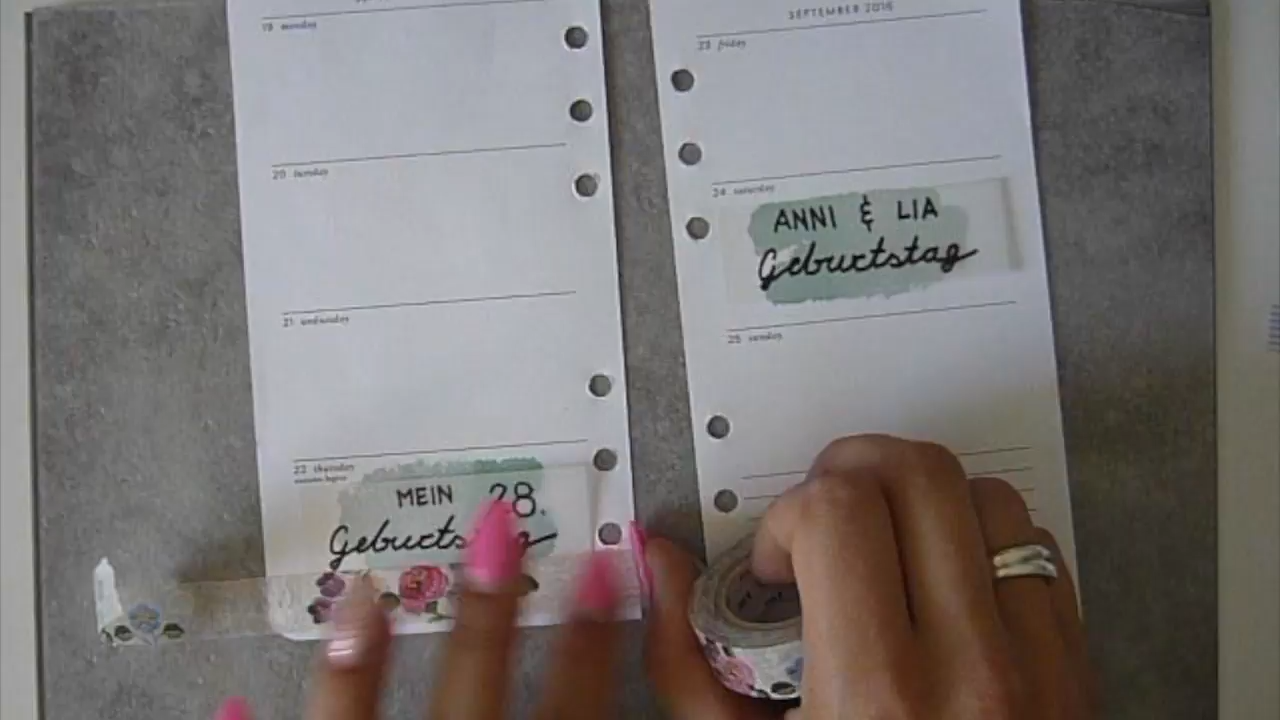 19 monday
20 tuesday
21 wednesday
22 thursday
MEIN 28.
Geburtstag
SEPTEMBER 2016
23 friday
24 saturday
ANNI & LIA
Geburtstag
25 sunday